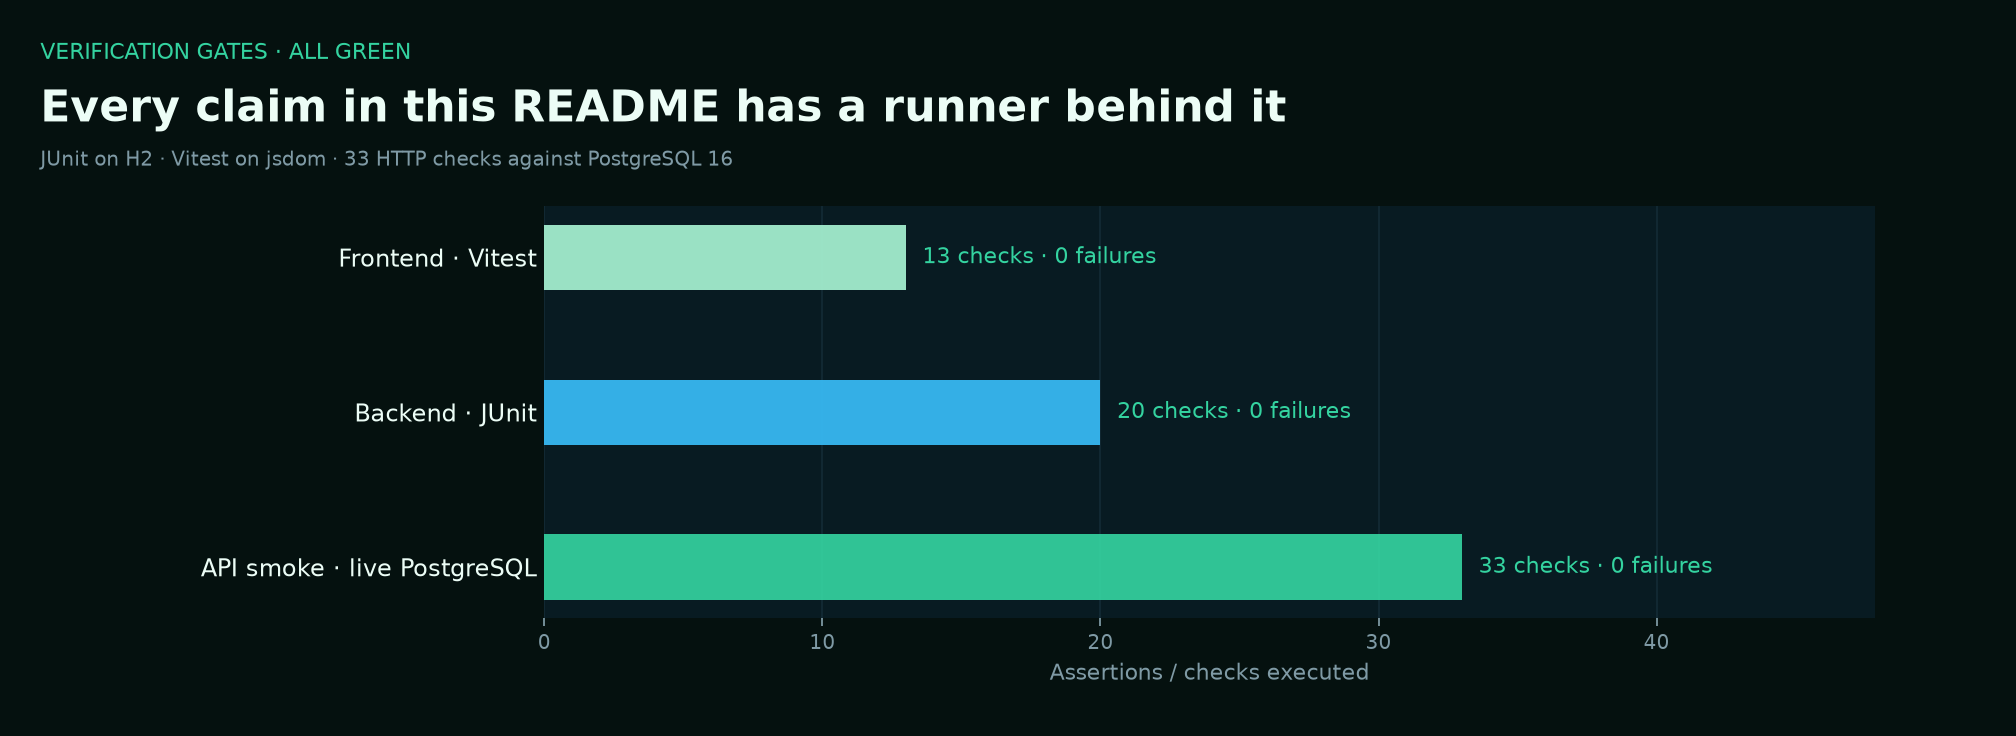 VERIFICATION GATES · ALL GREEN
Every claim in this README has a runner behind it
JUnit on H2 · Vitest on jsdom · 33 HTTP checks against PostgreSQL 16
Frontend · Vitest
13 checks · 0 failures
Backend · JUnit
20 checks · 0 failures
API smoke · live PostgreSQL
33 checks · 0 failures
0 10 20 30 40
Assertions / checks executed